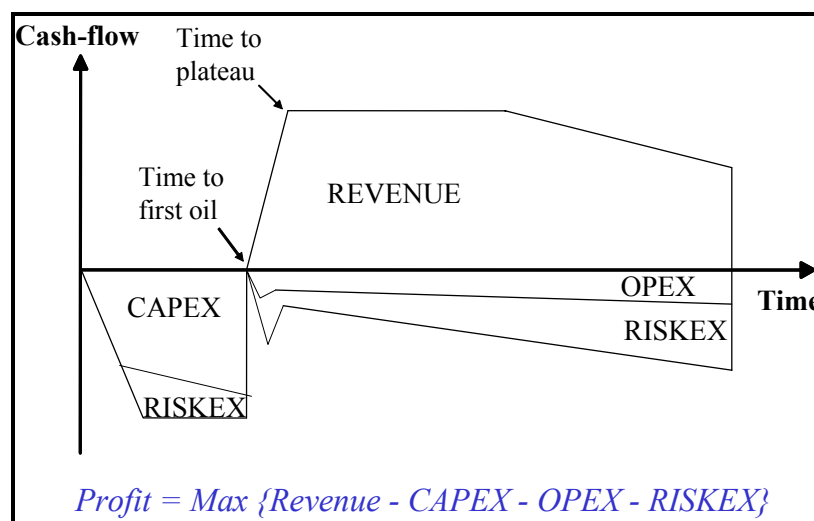 Cash-flow
Time to
plateau
Time to
first oil
REVENUE
CAPEX
OPEX
Time
RISKEX
RISKEX
Profit = Max {Revenue - CAPEX - OPEX - RISKEX}